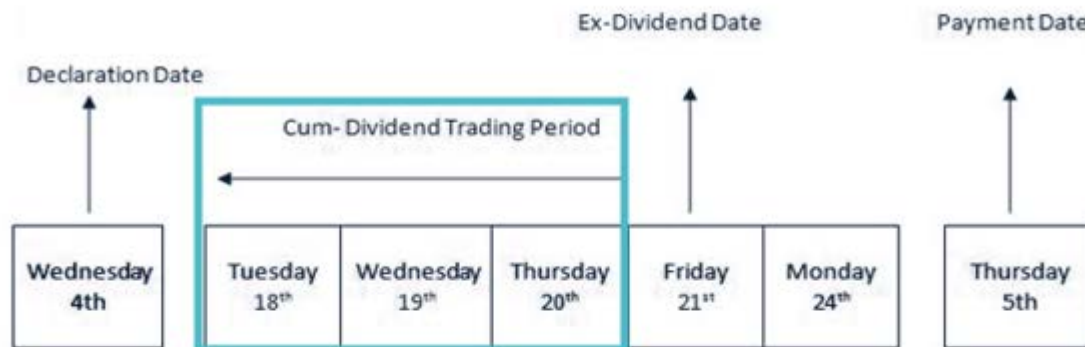 Ex-Dividend Date
Payment Date
Declaration Date
Cum- Dividend Trading Period
Wednesday
4th
Tuesday
18th
Wednesday
19th
Thursday
20th
Friday
21st
Monday
24th
Thursday
5th